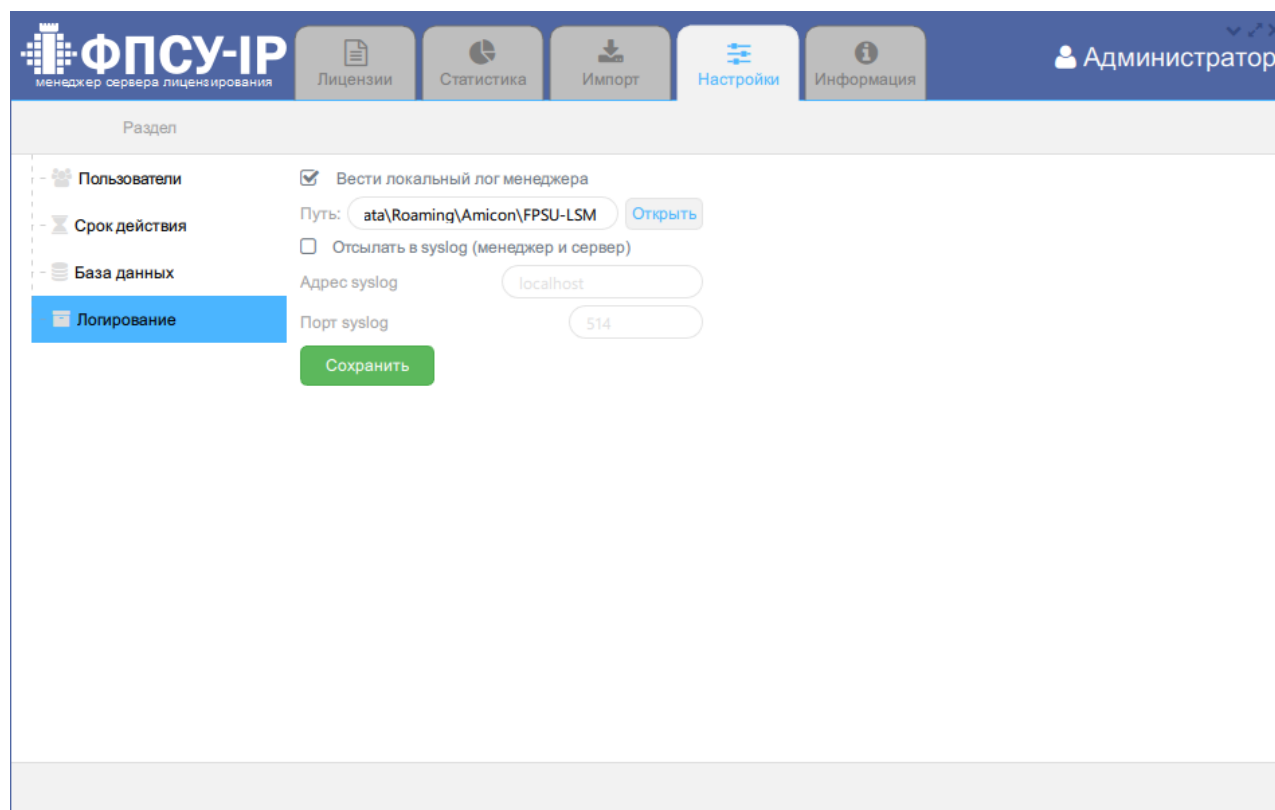 ФПСУ-IP
менеджер сервера лицензирования
Лицензии
Статистика
Импорт
Настройки
Информация
Администратор
Раздел
Пользователи
Срок действия
База данных
Логирование
Вести локальный лог менеджера
Путь: ata\Roaming\Amicon\FPSU-LSM Открыть
Отсылать в syslog (менеджер и сервер)
Адрес syslog localhost
Порт syslog 514
Сохранить